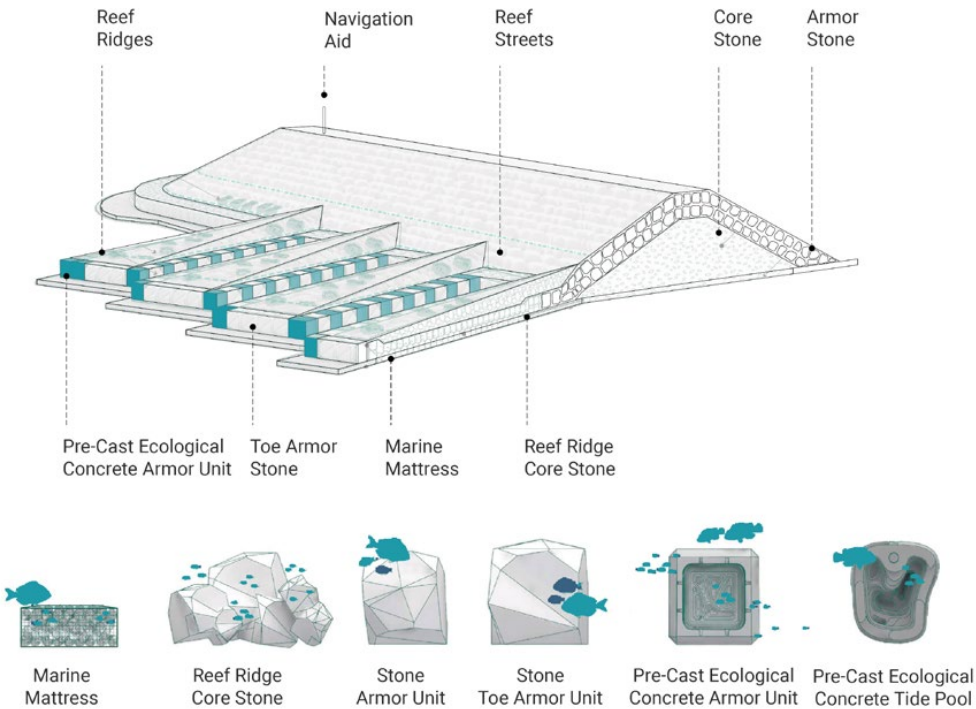 Reef
Ridges
Navigation
Aid
Reef
Streets
Core
Stone
Armor
Stone
Pre-Cast Ecological
Concrete Armor Unit
Toe Armor
Stone
Marine
Mattress
Reef Ridge
Core Stone
Marine
Mattress
Reef Ridge
Core Stone
Stone
Armor Unit
Stone
Toe Armor Unit
Pre-Cast Ecological
Concrete Armor Unit
Pre-Cast Ecological
Concrete Tide Pool